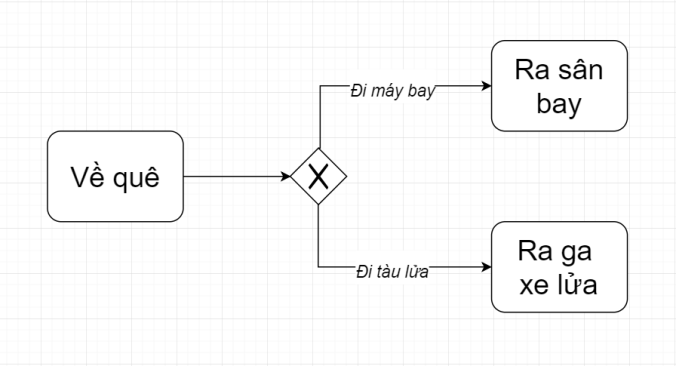 Về quê
X
Đi máy bay
Ra sân
bay
Đi tàu lửa
Ra ga
xe lửa